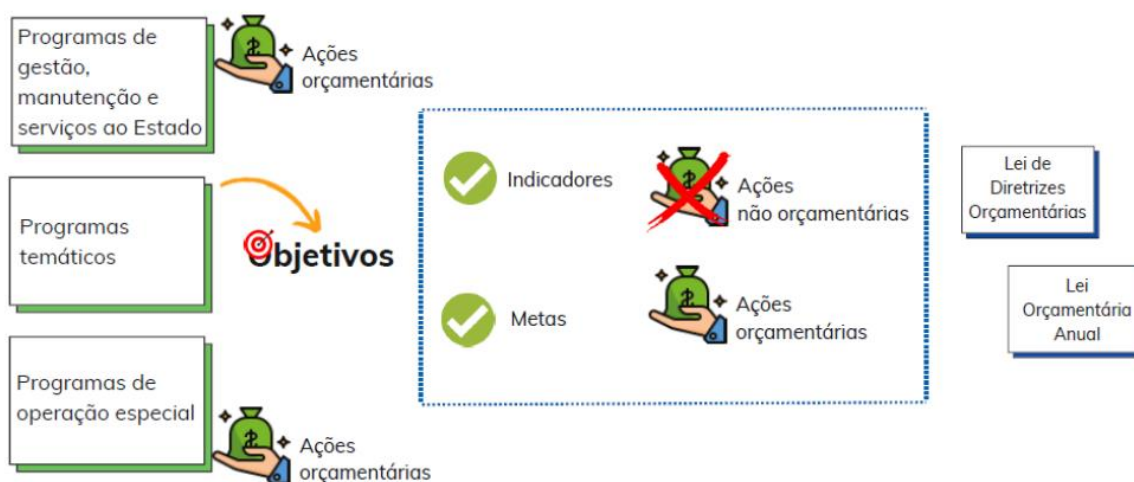 Programas de
gestão,
manutenção e
serviços ao Estado
Ações
orçamentárias
Programas
temáticos
Objetivos
Indicadores
Ações
não orçamentárias
Metas
Ações
orçamentárias
Lei de
Diretrizes
Orçamentárias
Lei
Orçamentária
Anual
Programas de
operação especial
Ações
orçamentárias